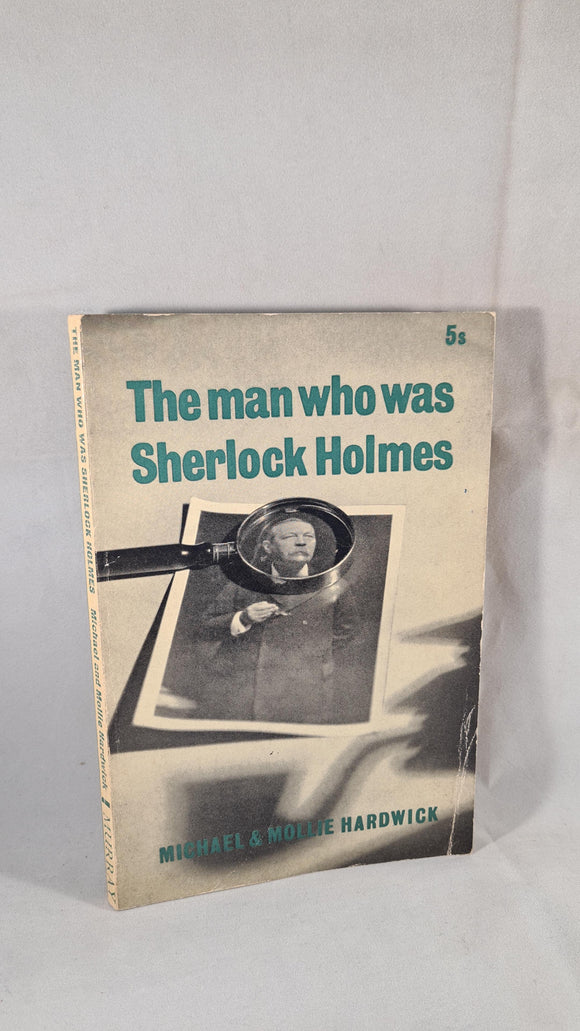 5s
The man who was
Sherlock Holmes
MICHAEL & MOLLIE HARDWICK
THE MAN WHO WAS SHERLOCK HOLMES Michael and Mollie Hardwick MURRAY